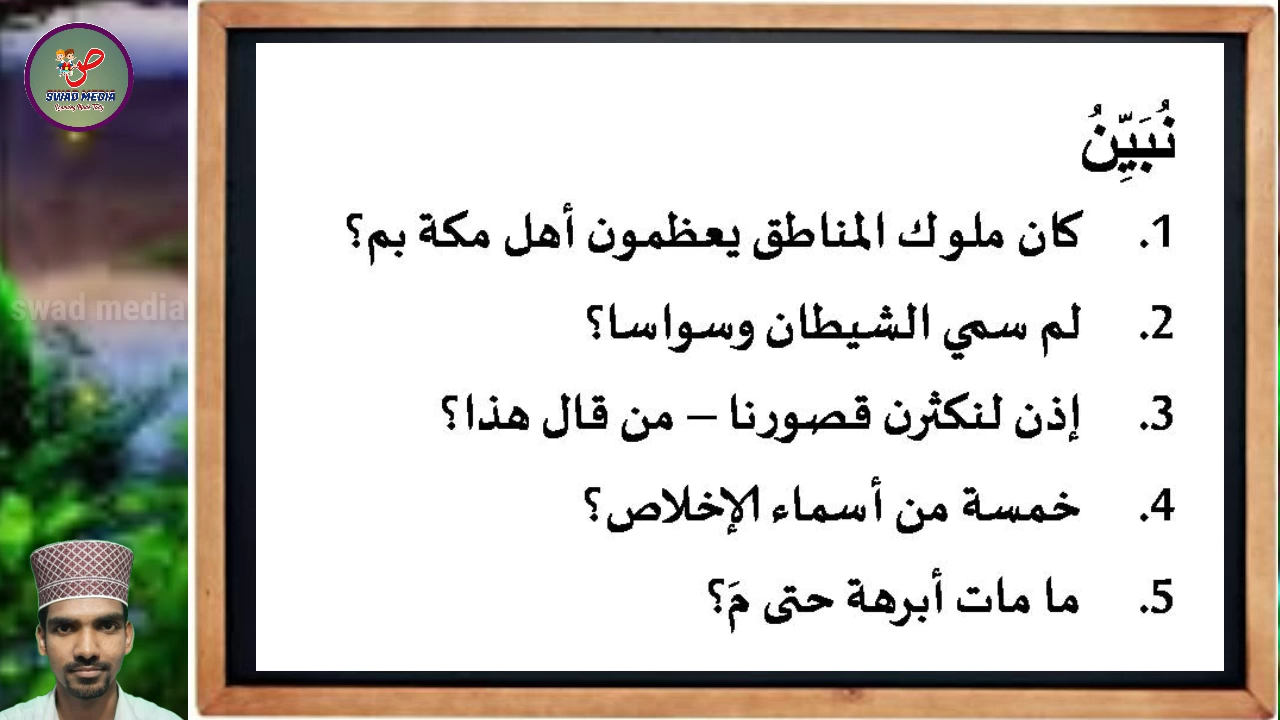 SWAD MEDIA
swad media
نُبَيِّنُ
1. كان ملوك المناطق يعظمون أهل مكة بم؟
2. لم سمي الشيطان وسواسا؟
3. إذن لنكثرن قصورنا – من قال هذا؟
4. خمسة من أسماء الإخلاص؟
5. ما مات أبرهة حتى مَ؟